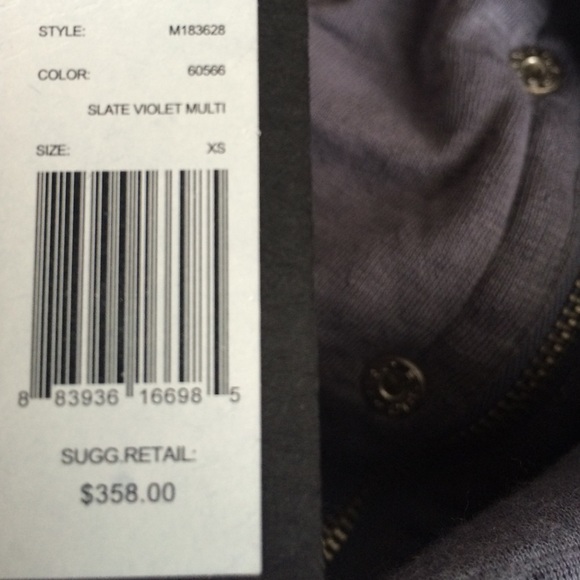 STYLE: M183628
COLOR: 60566
SLATE VIOLET MULTI
SIZE: XS
8 83936 16698 5
SUGG.RETAIL:
$358.00